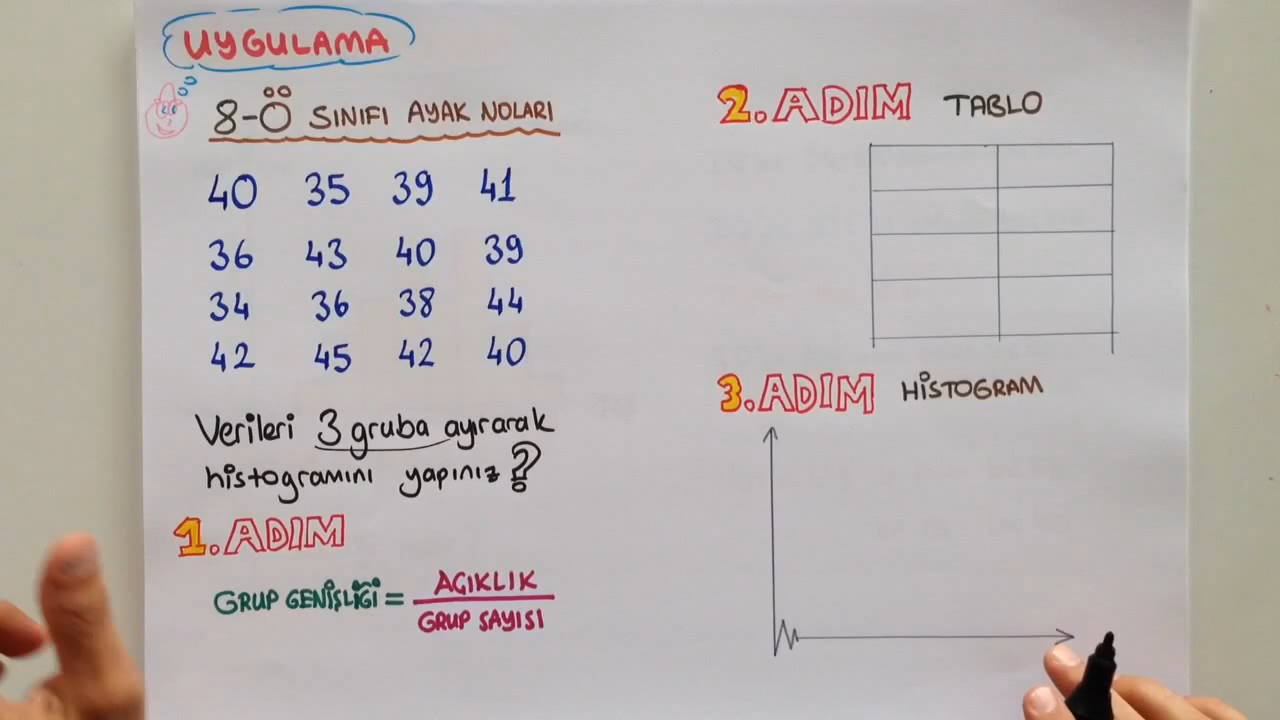 UYGULAMA
8-Ö SINIFI AYAK NOLARI
40 35 39 41
36 43 40 39
34 36 38 44
42 45 42 40
Verileri 3 gruba ayırarak
histogramını yapınız?
1. ADIM
GRUP GENİŞLİĞİ = AÇIKLIK
GRUP SAYISI
2. ADIM TABLO
3. ADIM HİSTOGRAM